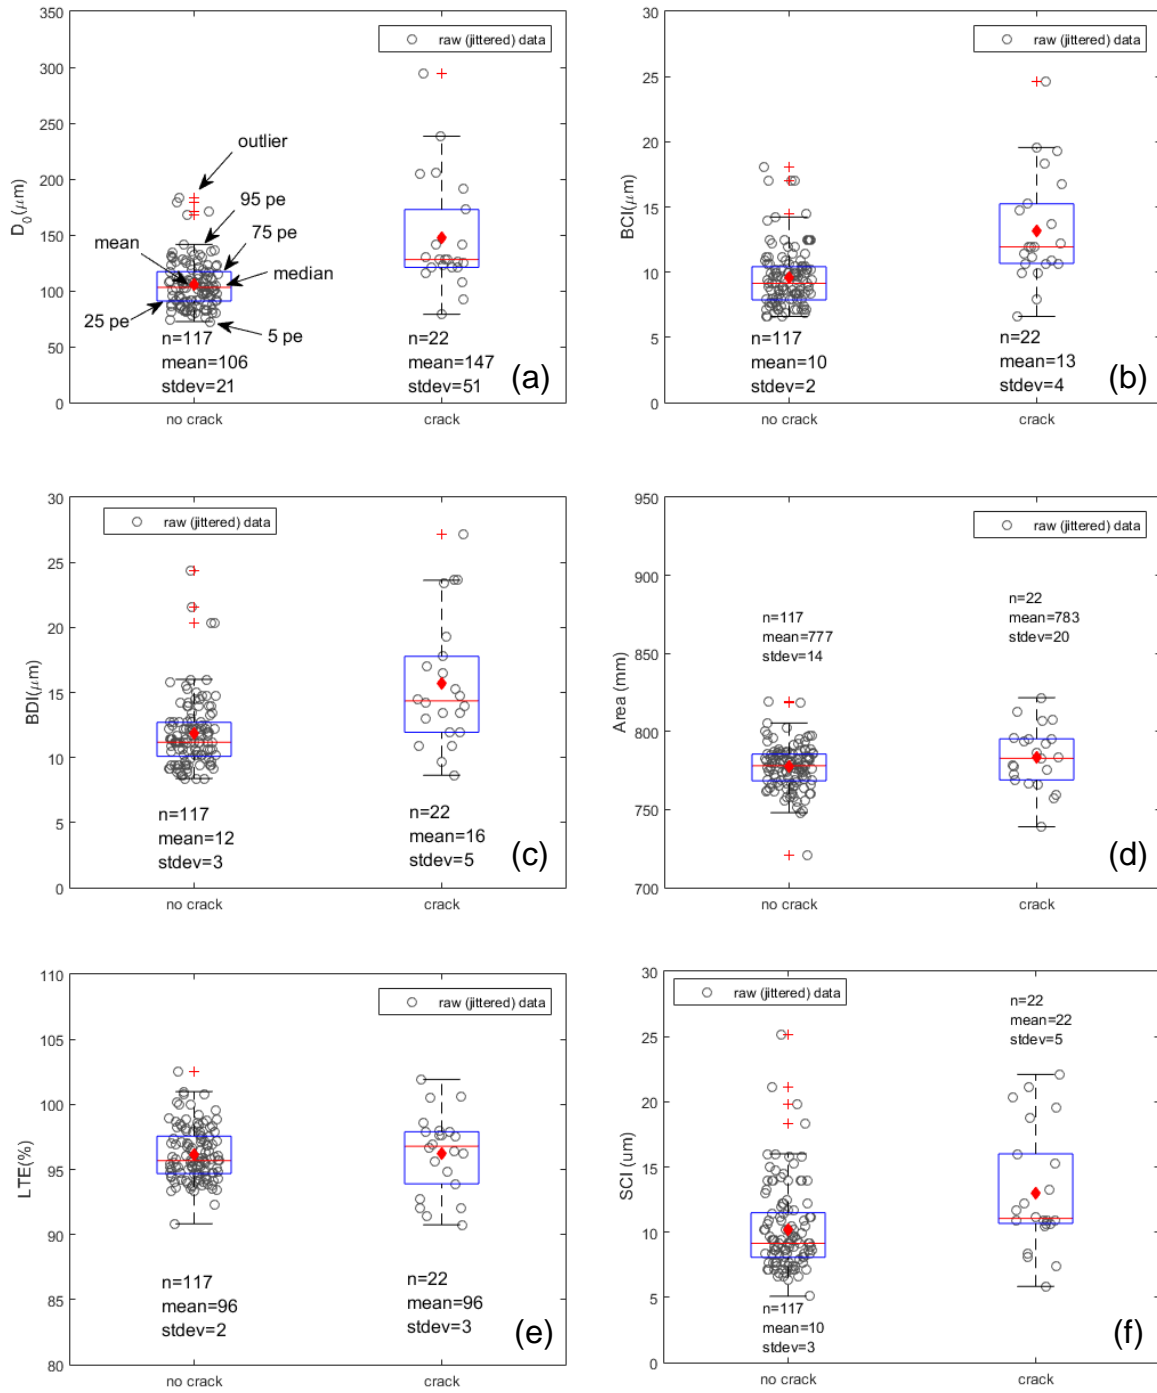 350
300
250
200
150
100
50
0
D0(μm)
raw (jittered) data
outlier
95 pe
mean
75 pe
median
25 pe
5 pe
n=117
mean=106
stdev=21
n=22
mean=147
stdev=51
(a)
no crack
crack
30
25
20
15
10
5
0
BCI(μm)
raw (jittered) data
n=117
mean=10
stdev=2
n=22
mean=13
stdev=4
(b)
no crack
crack
30
25
20
15
10
5
0
BDI(μm)
raw (jittered) data
n=117
mean=12
stdev=3
n=22
mean=16
stdev=5
(c)
no crack
crack
950
900
850
800
750
700
Area (mm)
raw (jittered) data
n=117
mean=777
stdev=14
n=22
mean=783
stdev=20
(d)
no crack
crack
110
105
100
95
90
85
80
LTE(%)
raw (jittered) data
n=117
mean=96
stdev=2
n=22
mean=96
stdev=3
(e)
no crack
crack
30
25
20
15
10
5
0
SCI (um)
raw (jittered) data
n=22
mean=22
stdev=5
n=117
mean=10
stdev=3
(f)
no crack
crack